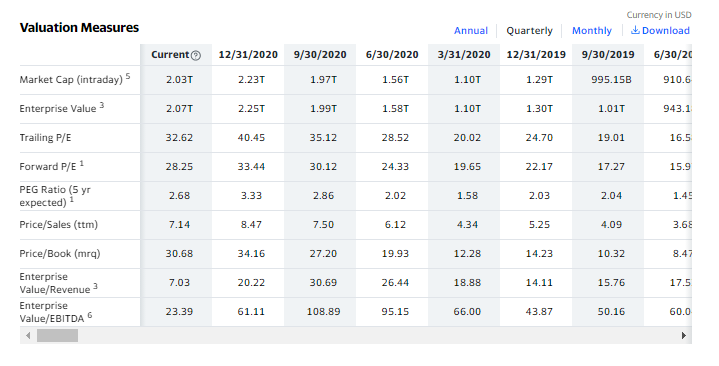 Currency in USD
Valuation Measures
Annual Quarterly Monthly Download
Current 12/31/2020 9/30/2020 6/30/2020 3/31/2020 12/31/2019 9/30/2019 6/30/20
Market Cap (intraday) 5 2.03T 2.23T 1.97T 1.56T 1.10T 1.29T 995.15B 910.6
Enterprise Value 3 2.07T 2.25T 1.99T 1.58T 1.10T 1.30T 1.01T 943.1
Trailing P/E 32.62 40.45 35.12 28.52 20.02 24.70 19.01 16.5
Forward P/E 1 28.25 33.44 30.12 24.33 19.65 22.17 17.27 15.9
PEG Ratio (5 yr
expected) 1 2.68 3.33 2.86 2.02 1.58 2.03 2.04 1.45
Price/Sales (ttm) 7.14 8.47 7.50 6.12 4.34 5.25 4.09 3.68
Price/Book (mrq) 30.68 34.16 27.20 19.93 12.28 14.23 10.32 8.47
Enterprise
Value/Revenue 3 7.03 20.22 30.69 26.44 18.88 14.11 15.76 17.5
Enterprise
Value/EBITDA 6 23.39 61.11 108.89 95.15 66.00 43.87 50.16 60.0